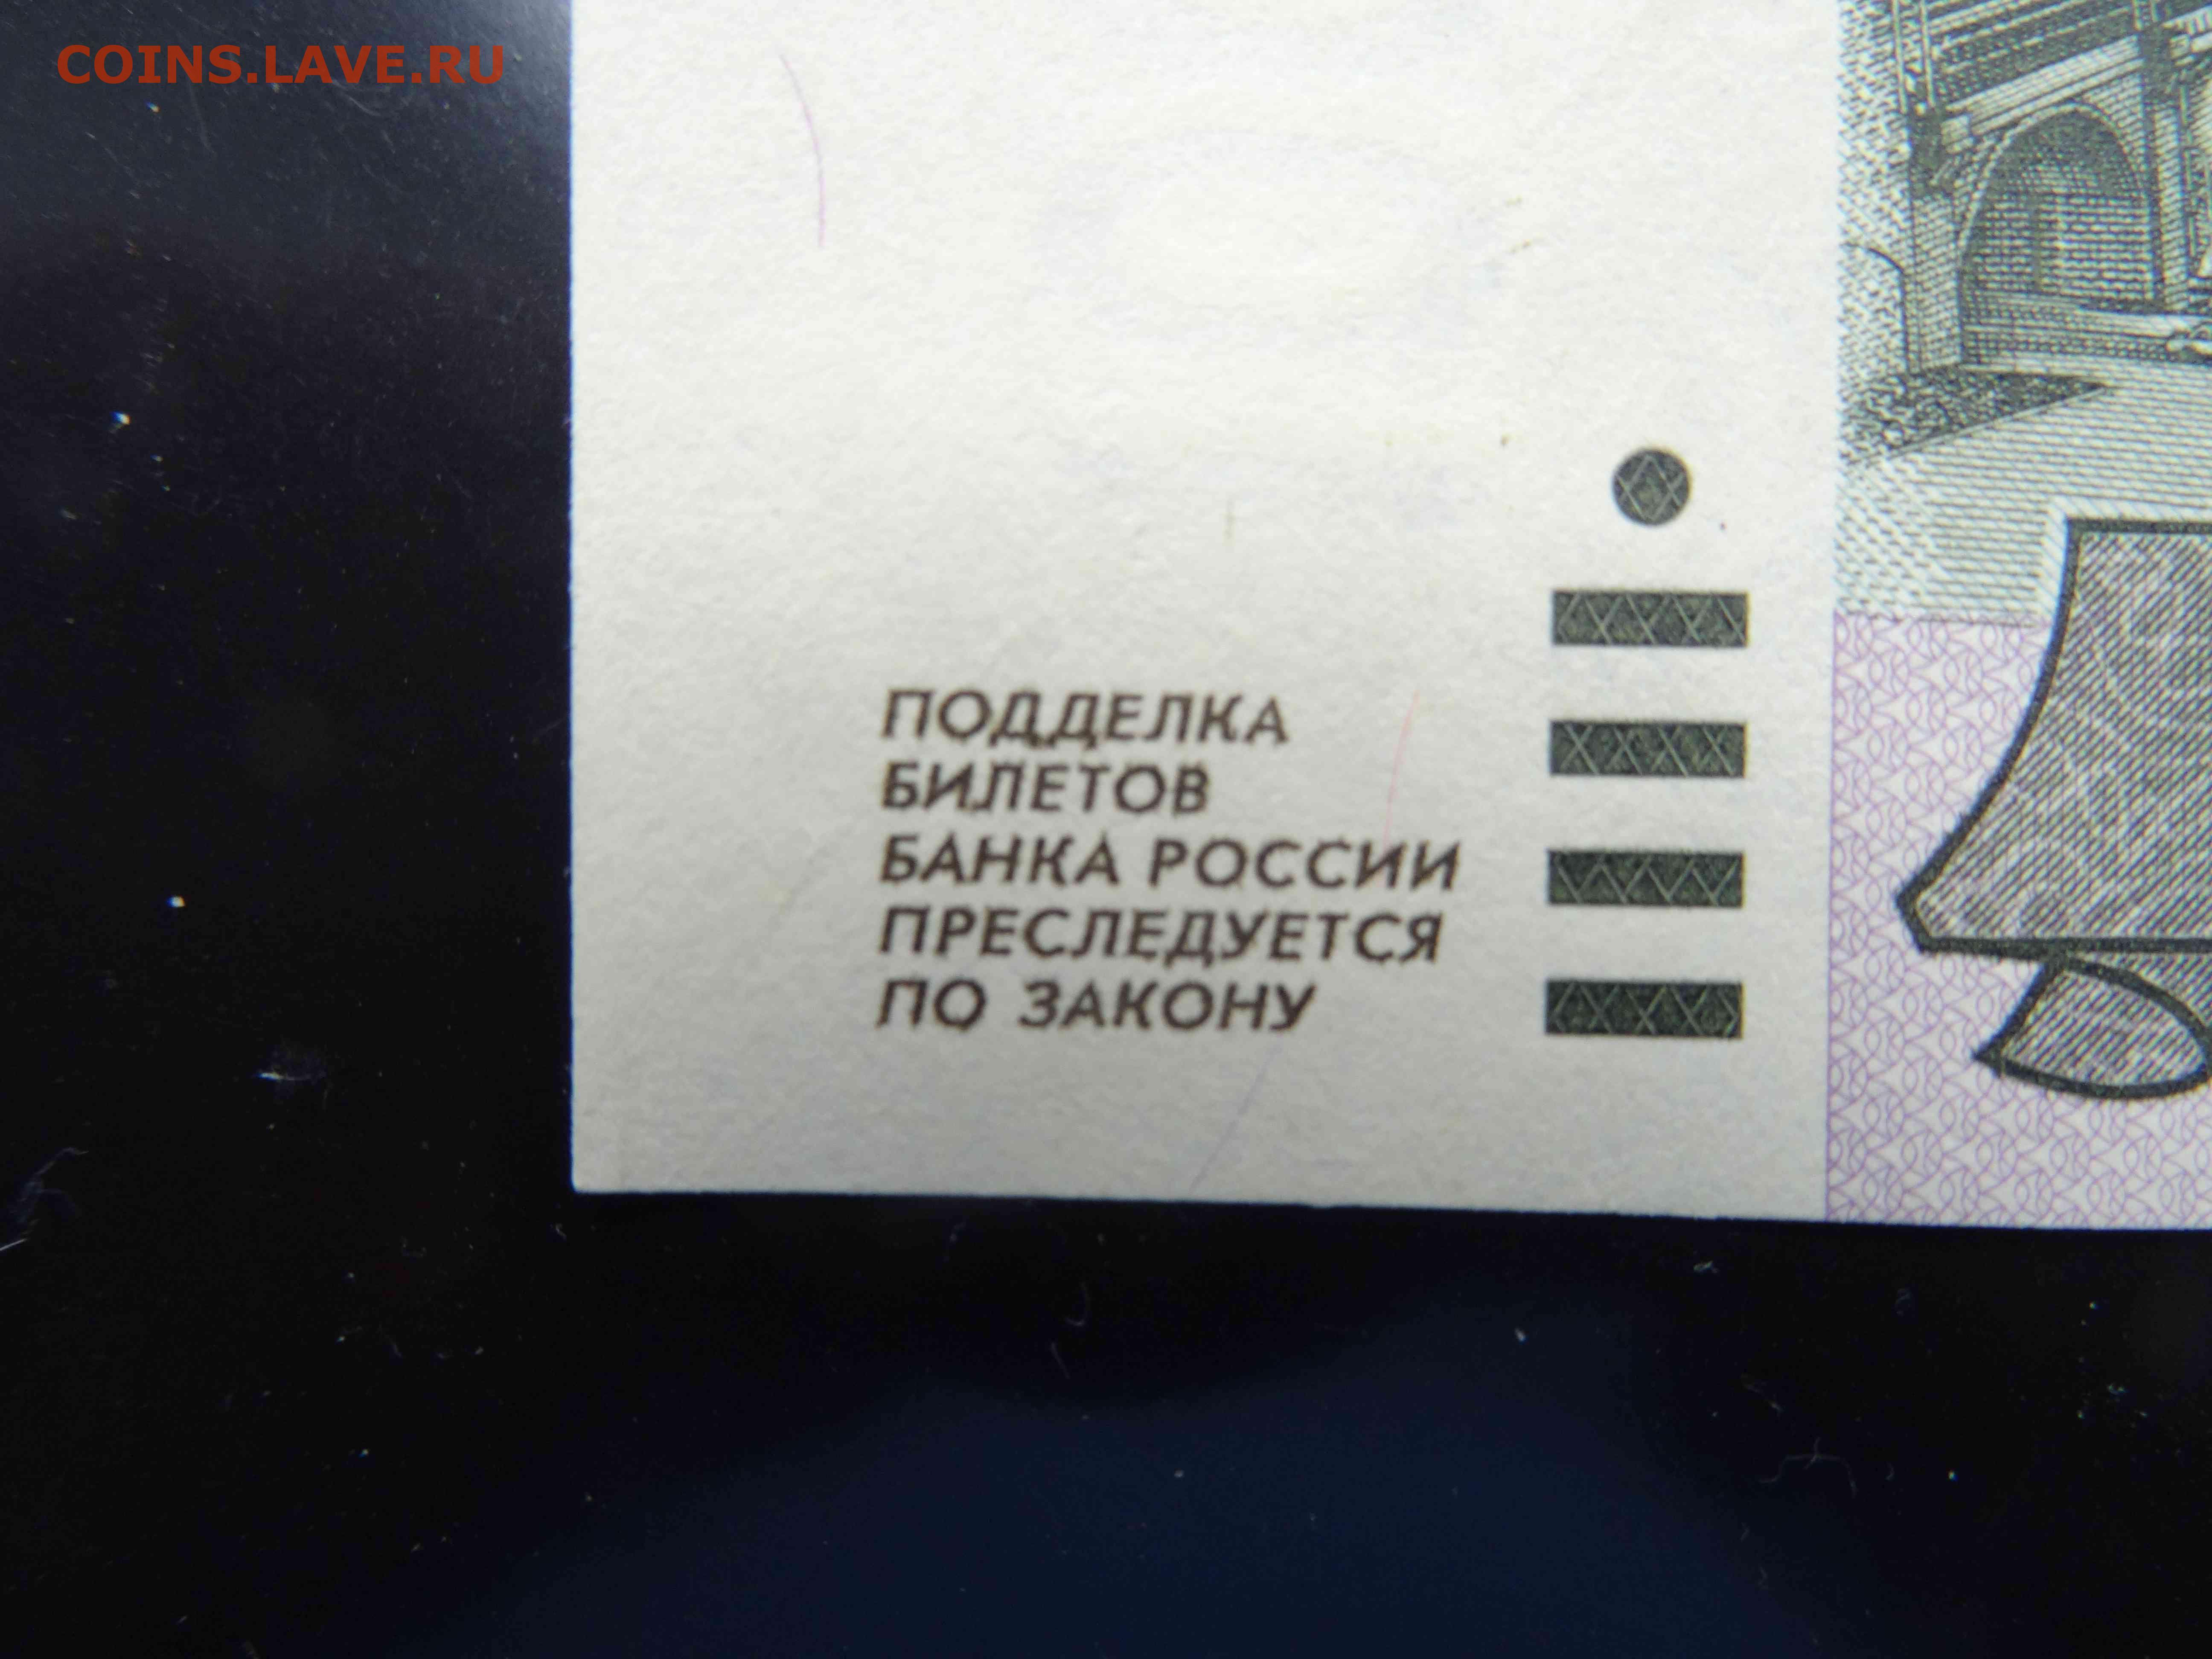 COINS.LAVE.RU
ПОДДЕЛКА
БИЛЕТОВ
БАНКА РОССИИ
ПРЕСЛЕДУЕТСЯ
ПО ЗАКОНУ